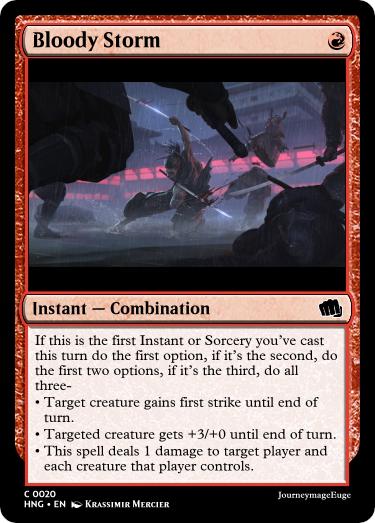 Bloody Storm
Instant — Combination
If this is the first Instant or Sorcery you've cast
this turn do the first option, if it's the second, do
the first two options, if it's the third, do all
three-
• Target creature gains first strike until end of
turn.
• Targeted creature gets +3/+0 until end of turn.
• This spell deals 1 damage to target player and
each creature that player controls.
C 0020
HNG • EN Krassimir Mercier
JourneymageEuge